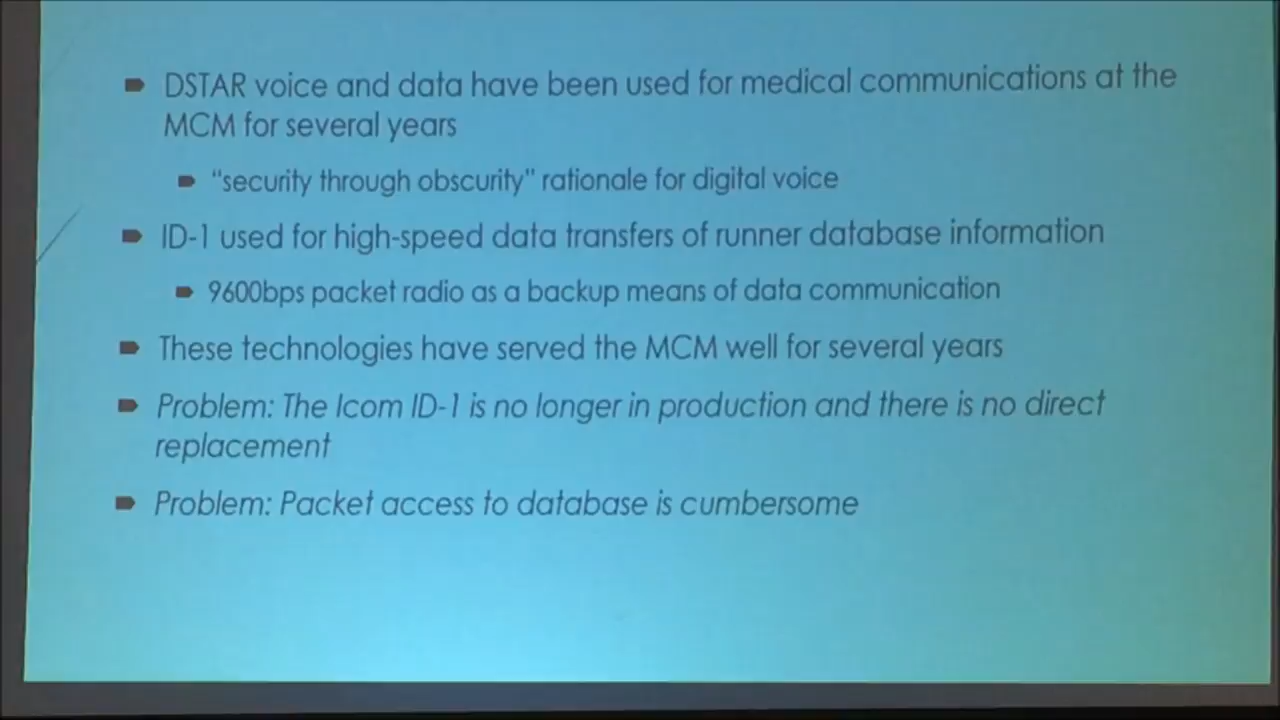 DSTAR voice and data have been used for medical communications at the
MCM for several years
"security through obscurity" rationale for digital voice
ID-1 used for high-speed data transfers of runner database information
9600bps packet radio as a backup means of data communication
These technologies have served the MCM well for several years
Problem: The Icom ID-1 is no longer in production and there is no direct
replacement
Problem: Packet access to database is cumbersome